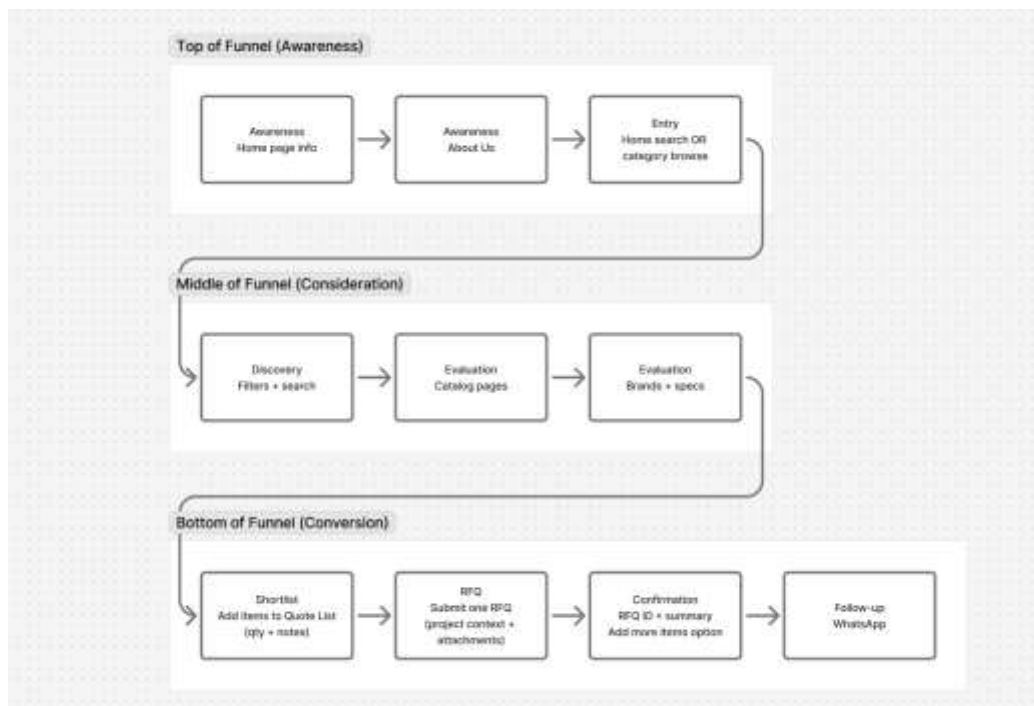 Top of Funnel (Awareness)
Awareness
Home page info
Awareness
About Us
Entry
Home search OR
category browse
Middle of Funnel (Consideration)
Discovery
Filters + search
Evaluation
Catalog pages
Evaluation
Brands + specs
Bottom of Funnel (Conversion)
Shortlist
Add items to Quote List
(qty + notes)
RFQ
Submit one RFQ
(project context +
attachments)
Confirmation
RFQ ID + summary
Add more items option
Follow-up
WhatsApp